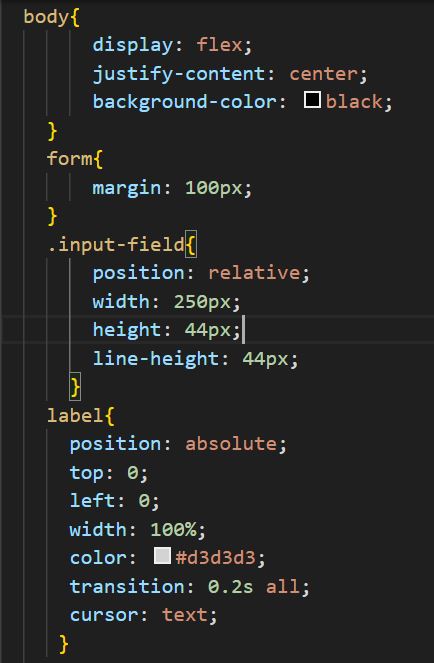 body{
display: flex;
justify-content: center;
background-color: black;
}
form{
margin: 100px;
}
.input-field{
position: relative;
width: 250px;
height: 44px;
line-height: 44px;
}
label{
position: absolute;
top: 0;
left: 0;
width: 100%;
color: #d3d3d3;
transition: 0.2s all;
cursor: text;
}